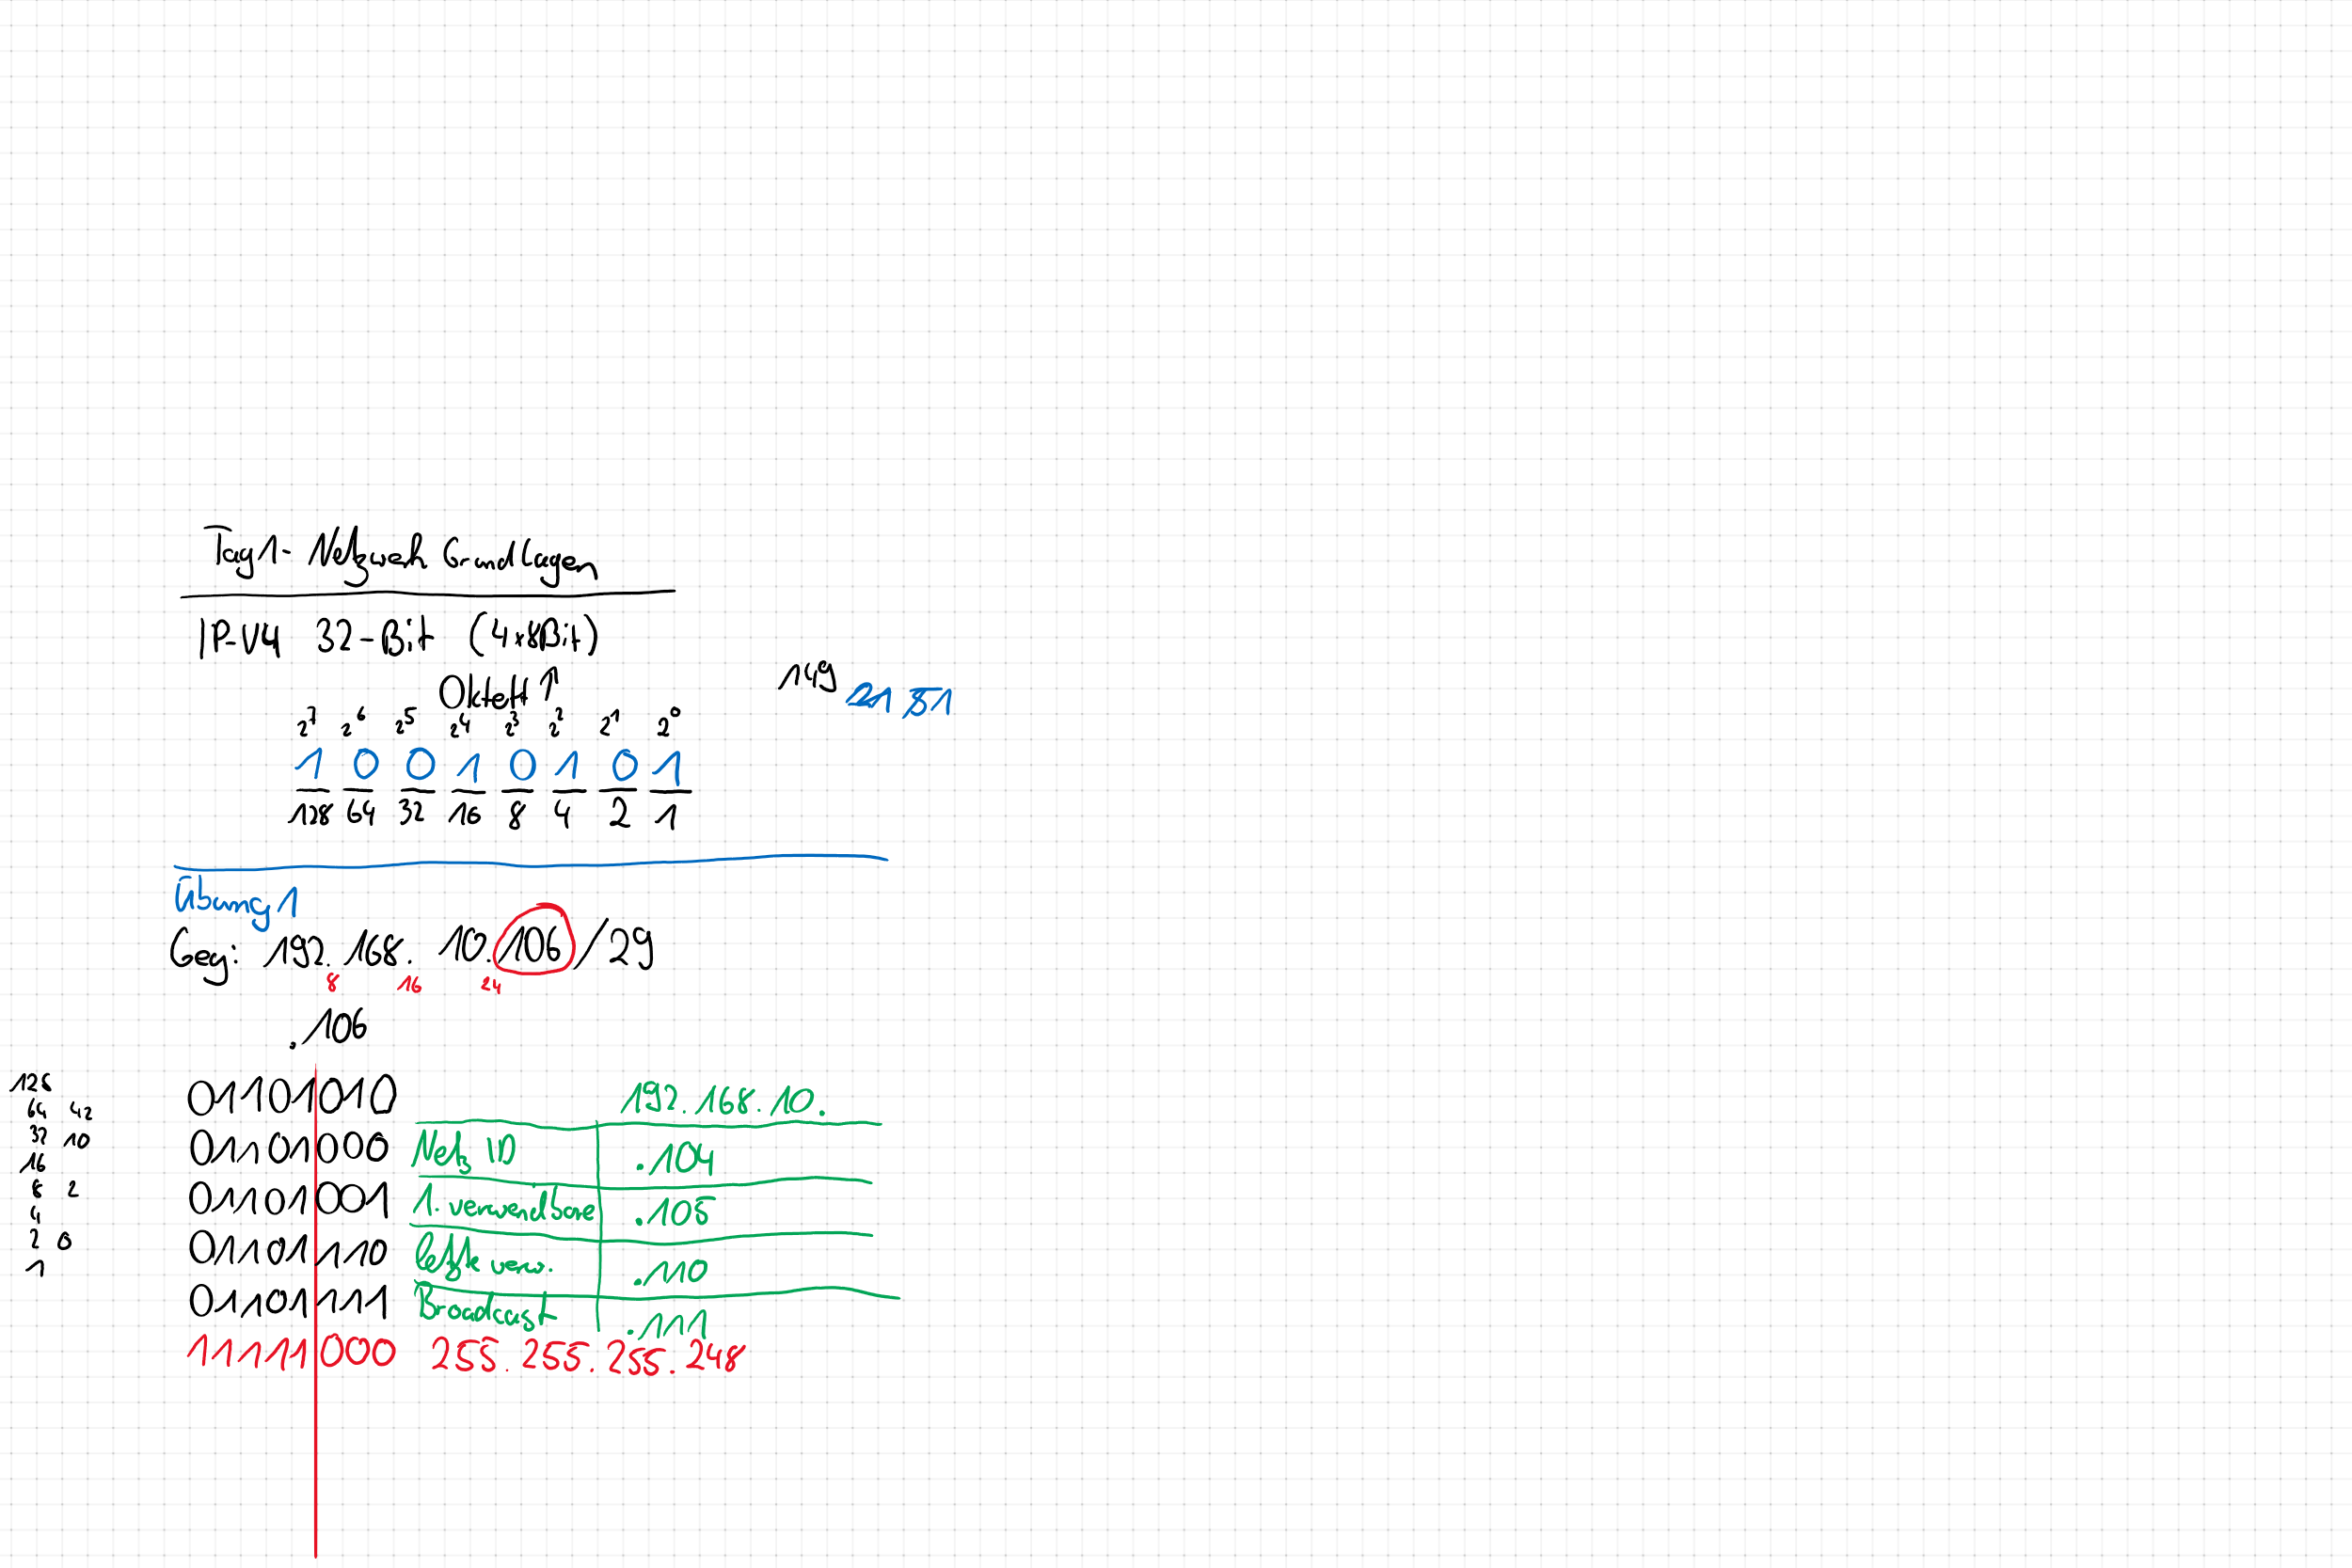 Tag 1 - Netzwerk Grundlagen
IP-V4 32-Bit (4x8Bit)
Oktett ↑
149 21 51
2^7 2^6 2^5 2^4 2^3 2^2 2^1 2^0
1 0 0 1 0 1 0 1
128 64 32 16 8 4 2 1
Übung 1
Geg: 192.168. 10.106/29
8 16 24
.106
128
64 42
32 10
16
8 2
4
2 0
1
01101010 192.168.10.
01101000 Netz ID .104
01101001 1. verwendbare .105
01101110 letzte verw. .110
01101111 Broadcast .111
11111000 255.255.255.248